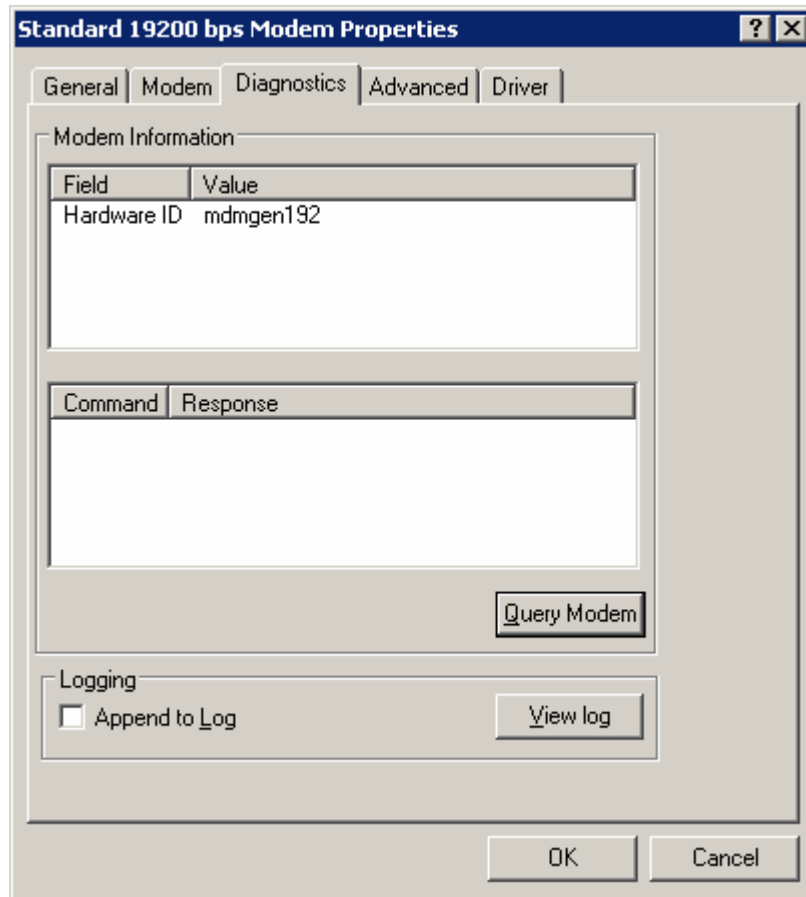 Standard 19200 bps Modem Properties ? X
General Modem Diagnostics Advanced Driver
Modem Information
Field Value
Hardware ID mdmgen192
Command Response
Query Modem
Logging
Append to Log View log
OK Cancel